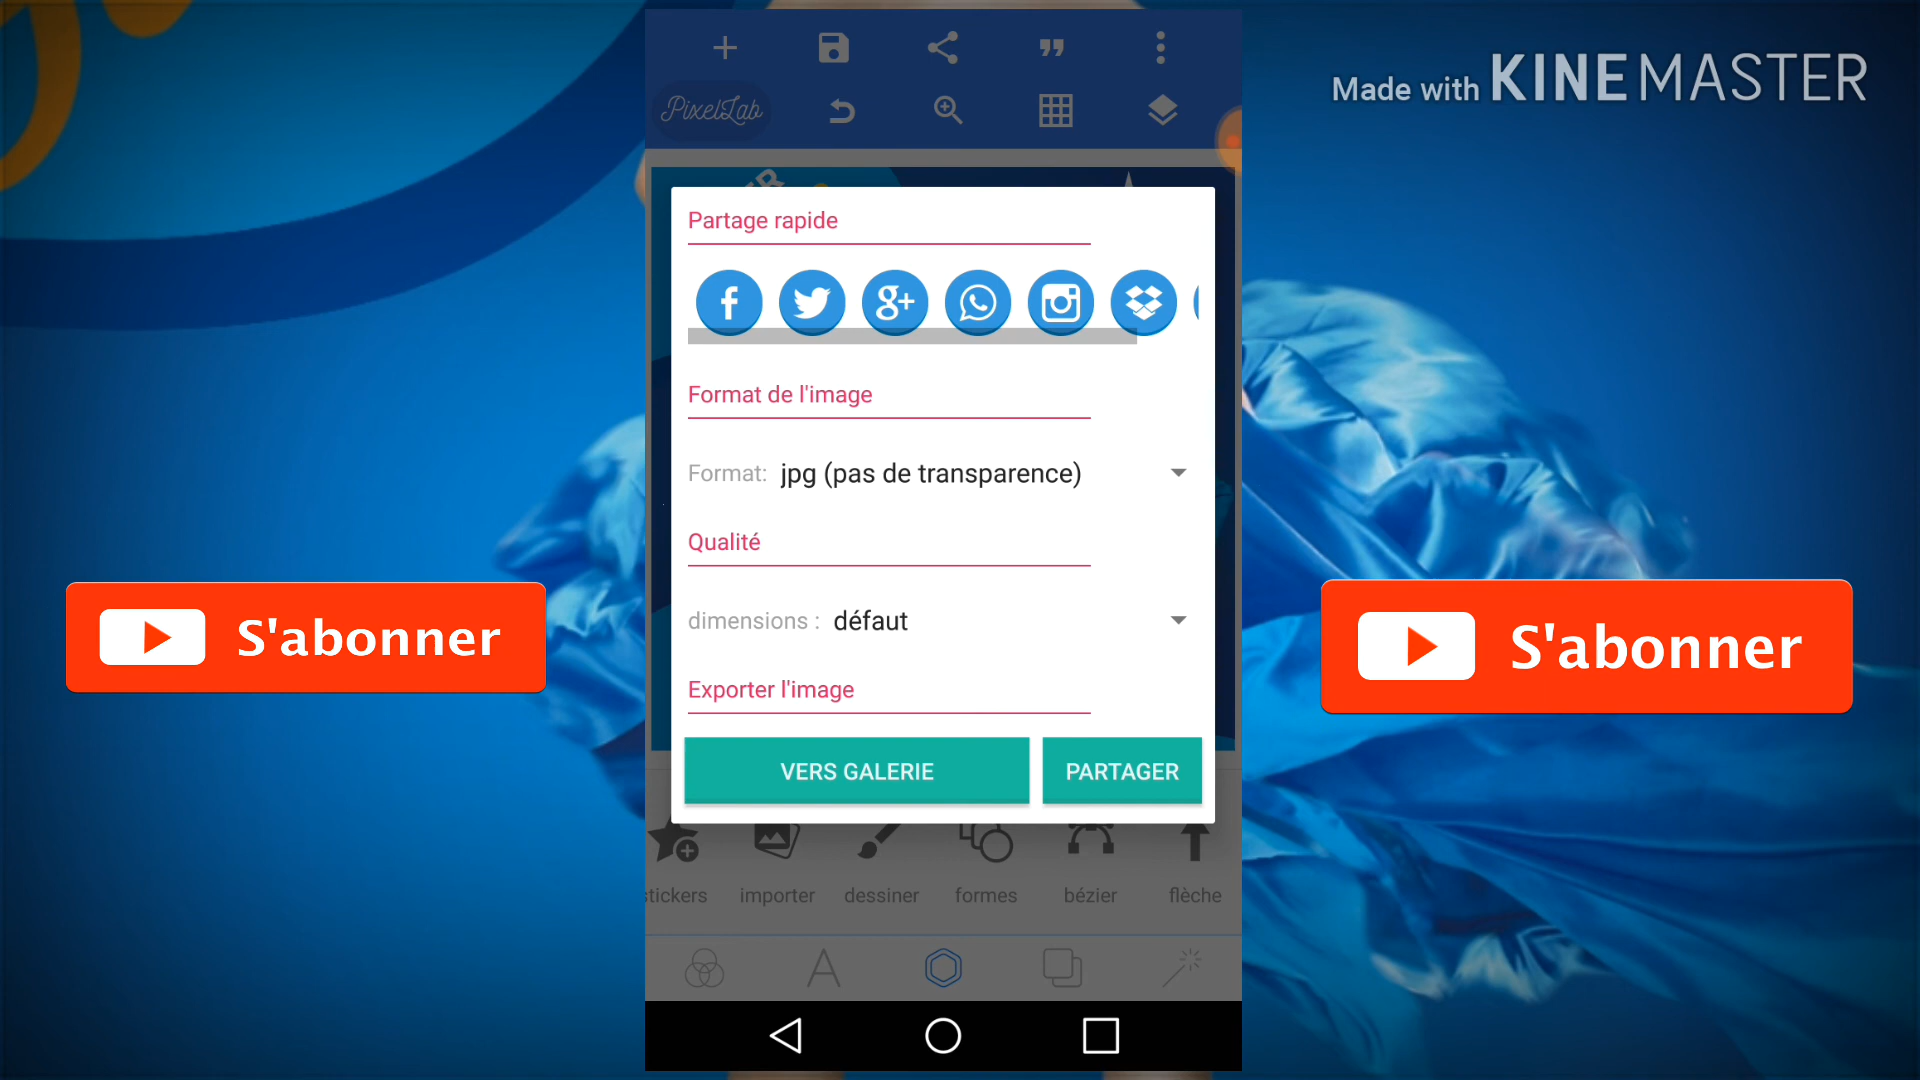 Made with KINEMASTER
PixelLab
Partage rapide
Format de l'image
Format: jpg (pas de transparence)
Qualité
dimensions : défaut
Exporter l'image
VERS GALERIE PARTAGER
S'abonner
S'abonner
stickers importer dessiner formes bézier flèche